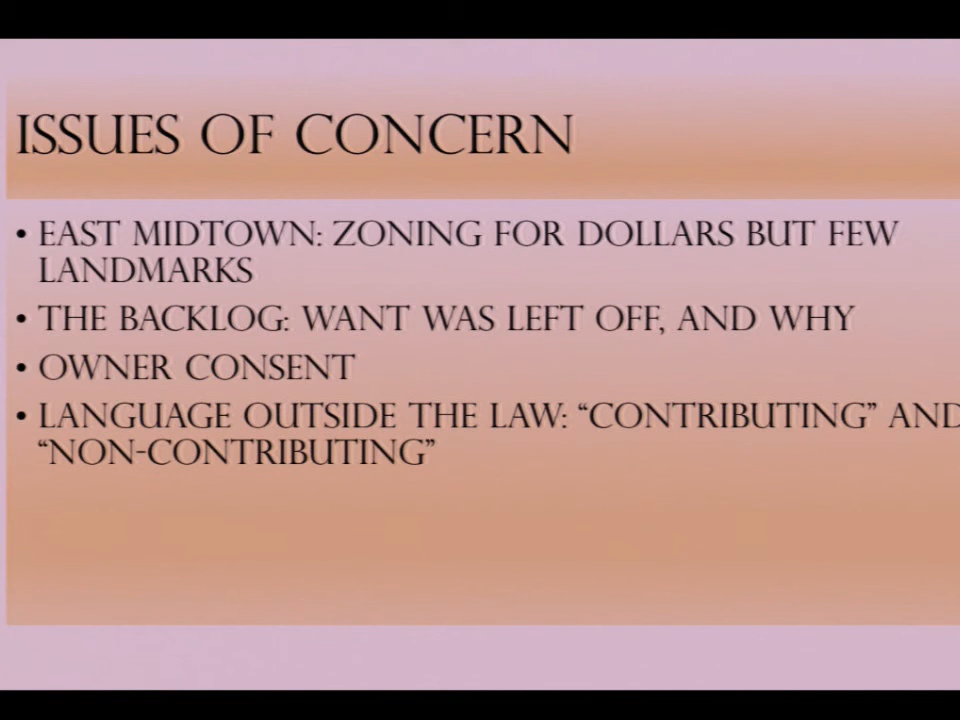 ISSUES OF CONCERN
• EAST MIDTOWN: ZONING FOR DOLLARS BUT FEW
LANDMARKS
• THE BACKLOG: WANT WAS LEFT OFF, AND WHY
• OWNER CONSENT
• LANGUAGE OUTSIDE THE LAW: “CONTRIBUTING” AND
“NON-CONTRIBUTING”